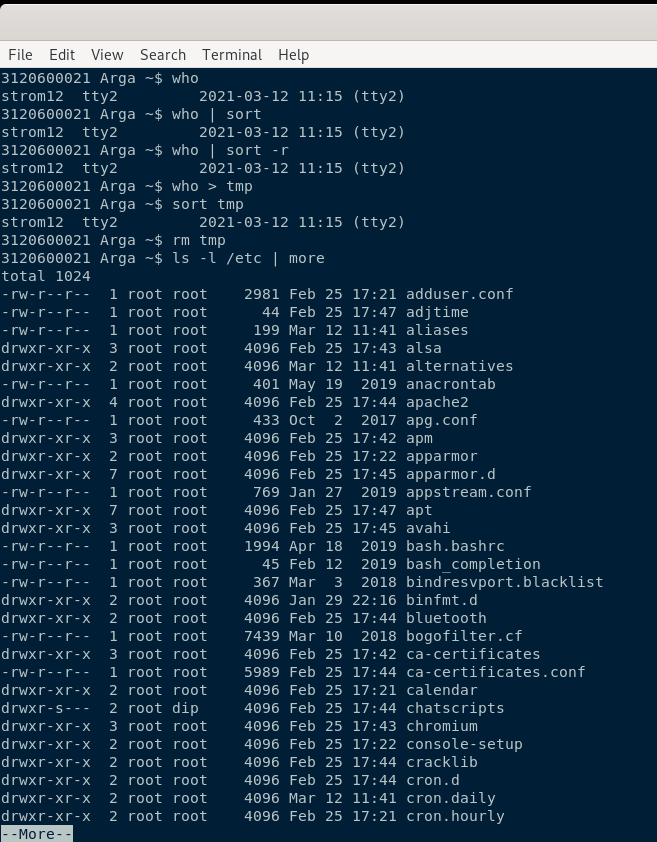 File Edit View Search Terminal Help
3120600021 Arga ~$ who
strom12  tty2         2021-03-12 11:15 (tty2)
3120600021 Arga ~$ who | sort
strom12  tty2         2021-03-12 11:15 (tty2)
3120600021 Arga ~$ who | sort -r
strom12  tty2         2021-03-12 11:15 (tty2)
3120600021 Arga ~$ who > tmp
3120600021 Arga ~$ sort tmp
strom12  tty2         2021-03-12 11:15 (tty2)
3120600021 Arga ~$ rm tmp
3120600021 Arga ~$ ls -l /etc | more
total 1024
-rw-r--r--  1 root root    2981 Feb 25 17:21 adduser.conf
-rw-r--r--  1 root root      44 Feb 25 17:47 adjtime
-rw-r--r--  1 root root     199 Mar 12 11:41 aliases
drwxr-xr-x  3 root root    4096 Feb 25 17:43 alsa
drwxr-xr-x  2 root root    4096 Mar 12 11:41 alternatives
-rw-r--r--  1 root root     401 May 19  2019 anacrontab
drwxr-xr-x  4 root root    4096 Feb 25 17:44 apache2
-rw-r--r--  1 root root     433 Oct  2  2017 apg.conf
drwxr-xr-x  3 root root    4096 Feb 25 17:42 apm
drwxr-xr-x  2 root root    4096 Feb 25 17:22 apparmor
drwxr-xr-x  7 root root    4096 Feb 25 17:45 apparmor.d
-rw-r--r--  1 root root     769 Jan 27  2019 appstream.conf
drwxr-xr-x  7 root root    4096 Feb 25 17:47 apt
drwxr-xr-x  3 root root    4096 Feb 25 17:45 avahi
-rw-r--r--  1 root root    1994 Apr 18  2019 bash.bashrc
-rw-r--r--  1 root root      45 Feb 12  2019 bash_completion
-rw-r--r--  1 root root     367 Mar  3  2018 bindresvport.blacklist
drwxr-xr-x  2 root root    4096 Jan 29 22:16 binfmt.d
drwxr-xr-x  2 root root    4096 Feb 25 17:44 bluetooth
-rw-r--r--  1 root root    7439 Mar 10  2018 bogofilter.cf
drwxr-xr-x  3 root root    4096 Feb 25 17:42 ca-certificates
-rw-r--r--  1 root root    5989 Feb 25 17:44 ca-certificates.conf
drwxr-xr-x  2 root root    4096 Feb 25 17:21 calendar
drwxr-s---  2 root dip     4096 Feb 25 17:44 chatscripts
drwxr-xr-x  3 root root    4096 Feb 25 17:43 chromium
drwxr-xr-x  2 root root    4096 Feb 25 17:22 console-setup
drwxr-xr-x  2 root root    4096 Feb 25 17:44 cracklib
drwxr-xr-x  2 root root    4096 Feb 25 17:44 cron.d
drwxr-xr-x  2 root root    4096 Mar 12 11:41 cron.daily
drwxr-xr-x  2 root root    4096 Feb 25 17:21 cron.hourly
--More--